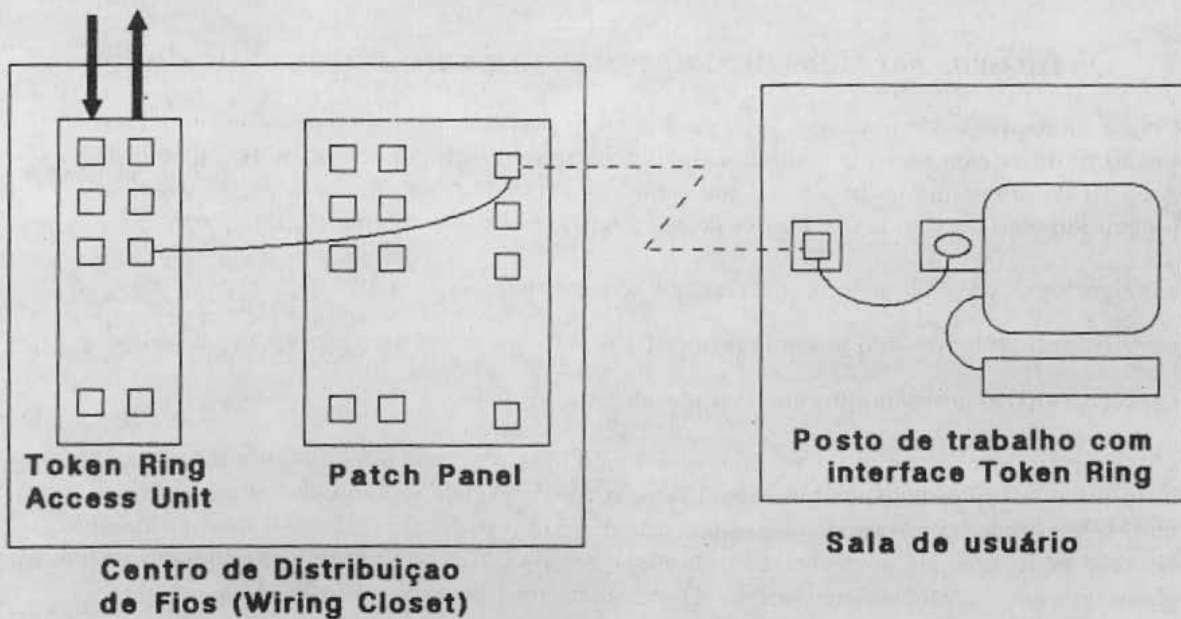 Token Ring
Access Unit
Patch Panel
Centro de Distribuiçao
de Fios (Wiring Closet)
Posto de trabalho com
interface Token Ring
Sala de usuário